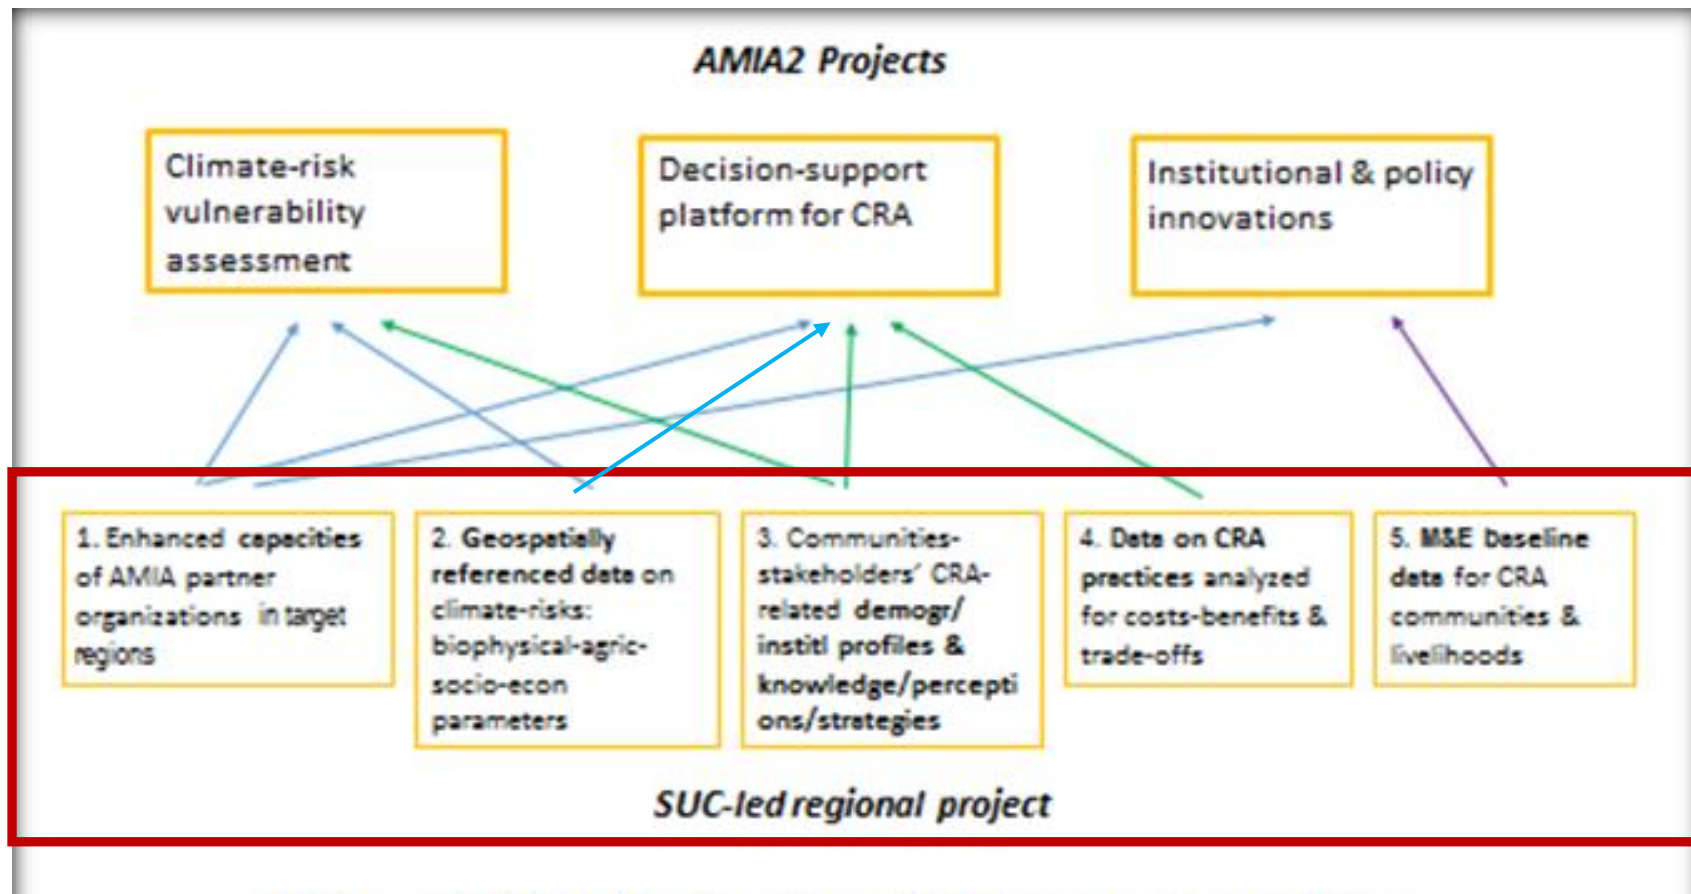 AMIA2 Projects
Climate-risk
vulnerability
assessment
Decision-support
platform for CRA
Institutional & policy
innovations
1. Enhanced capacities
of AMIA partner
organizations in target
regions
2. Geospatially
referenced data on
climate-risks:
biophysical-agric-
socio-econ
parameters
3. Communities-
stakeholders' CRA-
related demogr/
institl profiles &
knowledge/percepti
ons/strategies
4. Data on CRA
practices analyzed
for costs-benefits &
trade-offs
5. M&E baseline
data for CRA
communities &
livelihoods
SUC-led regional project